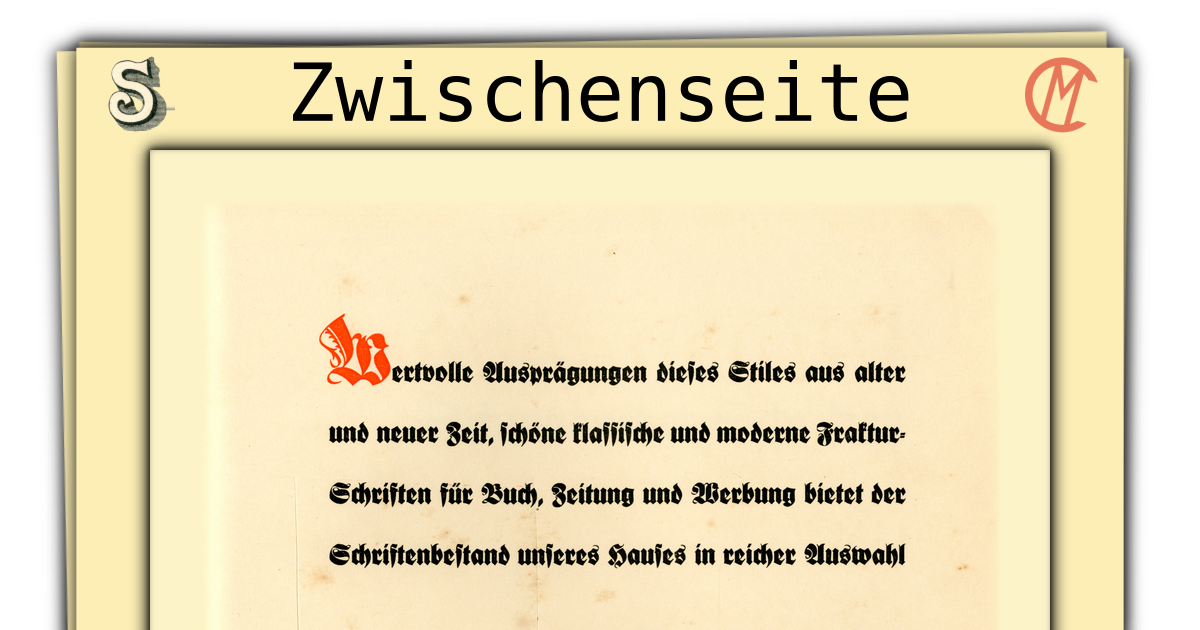 S Zwischenseite CM
Wertvolle Ausprägungen dieses Stiles aus alter
und neuer Zeit, schöne klassische und moderne Fraktur-
Schriften für Buch, Zeitung und Werbung bietet der
Schriftenbestand unseres Hauses in reicher Auswahl